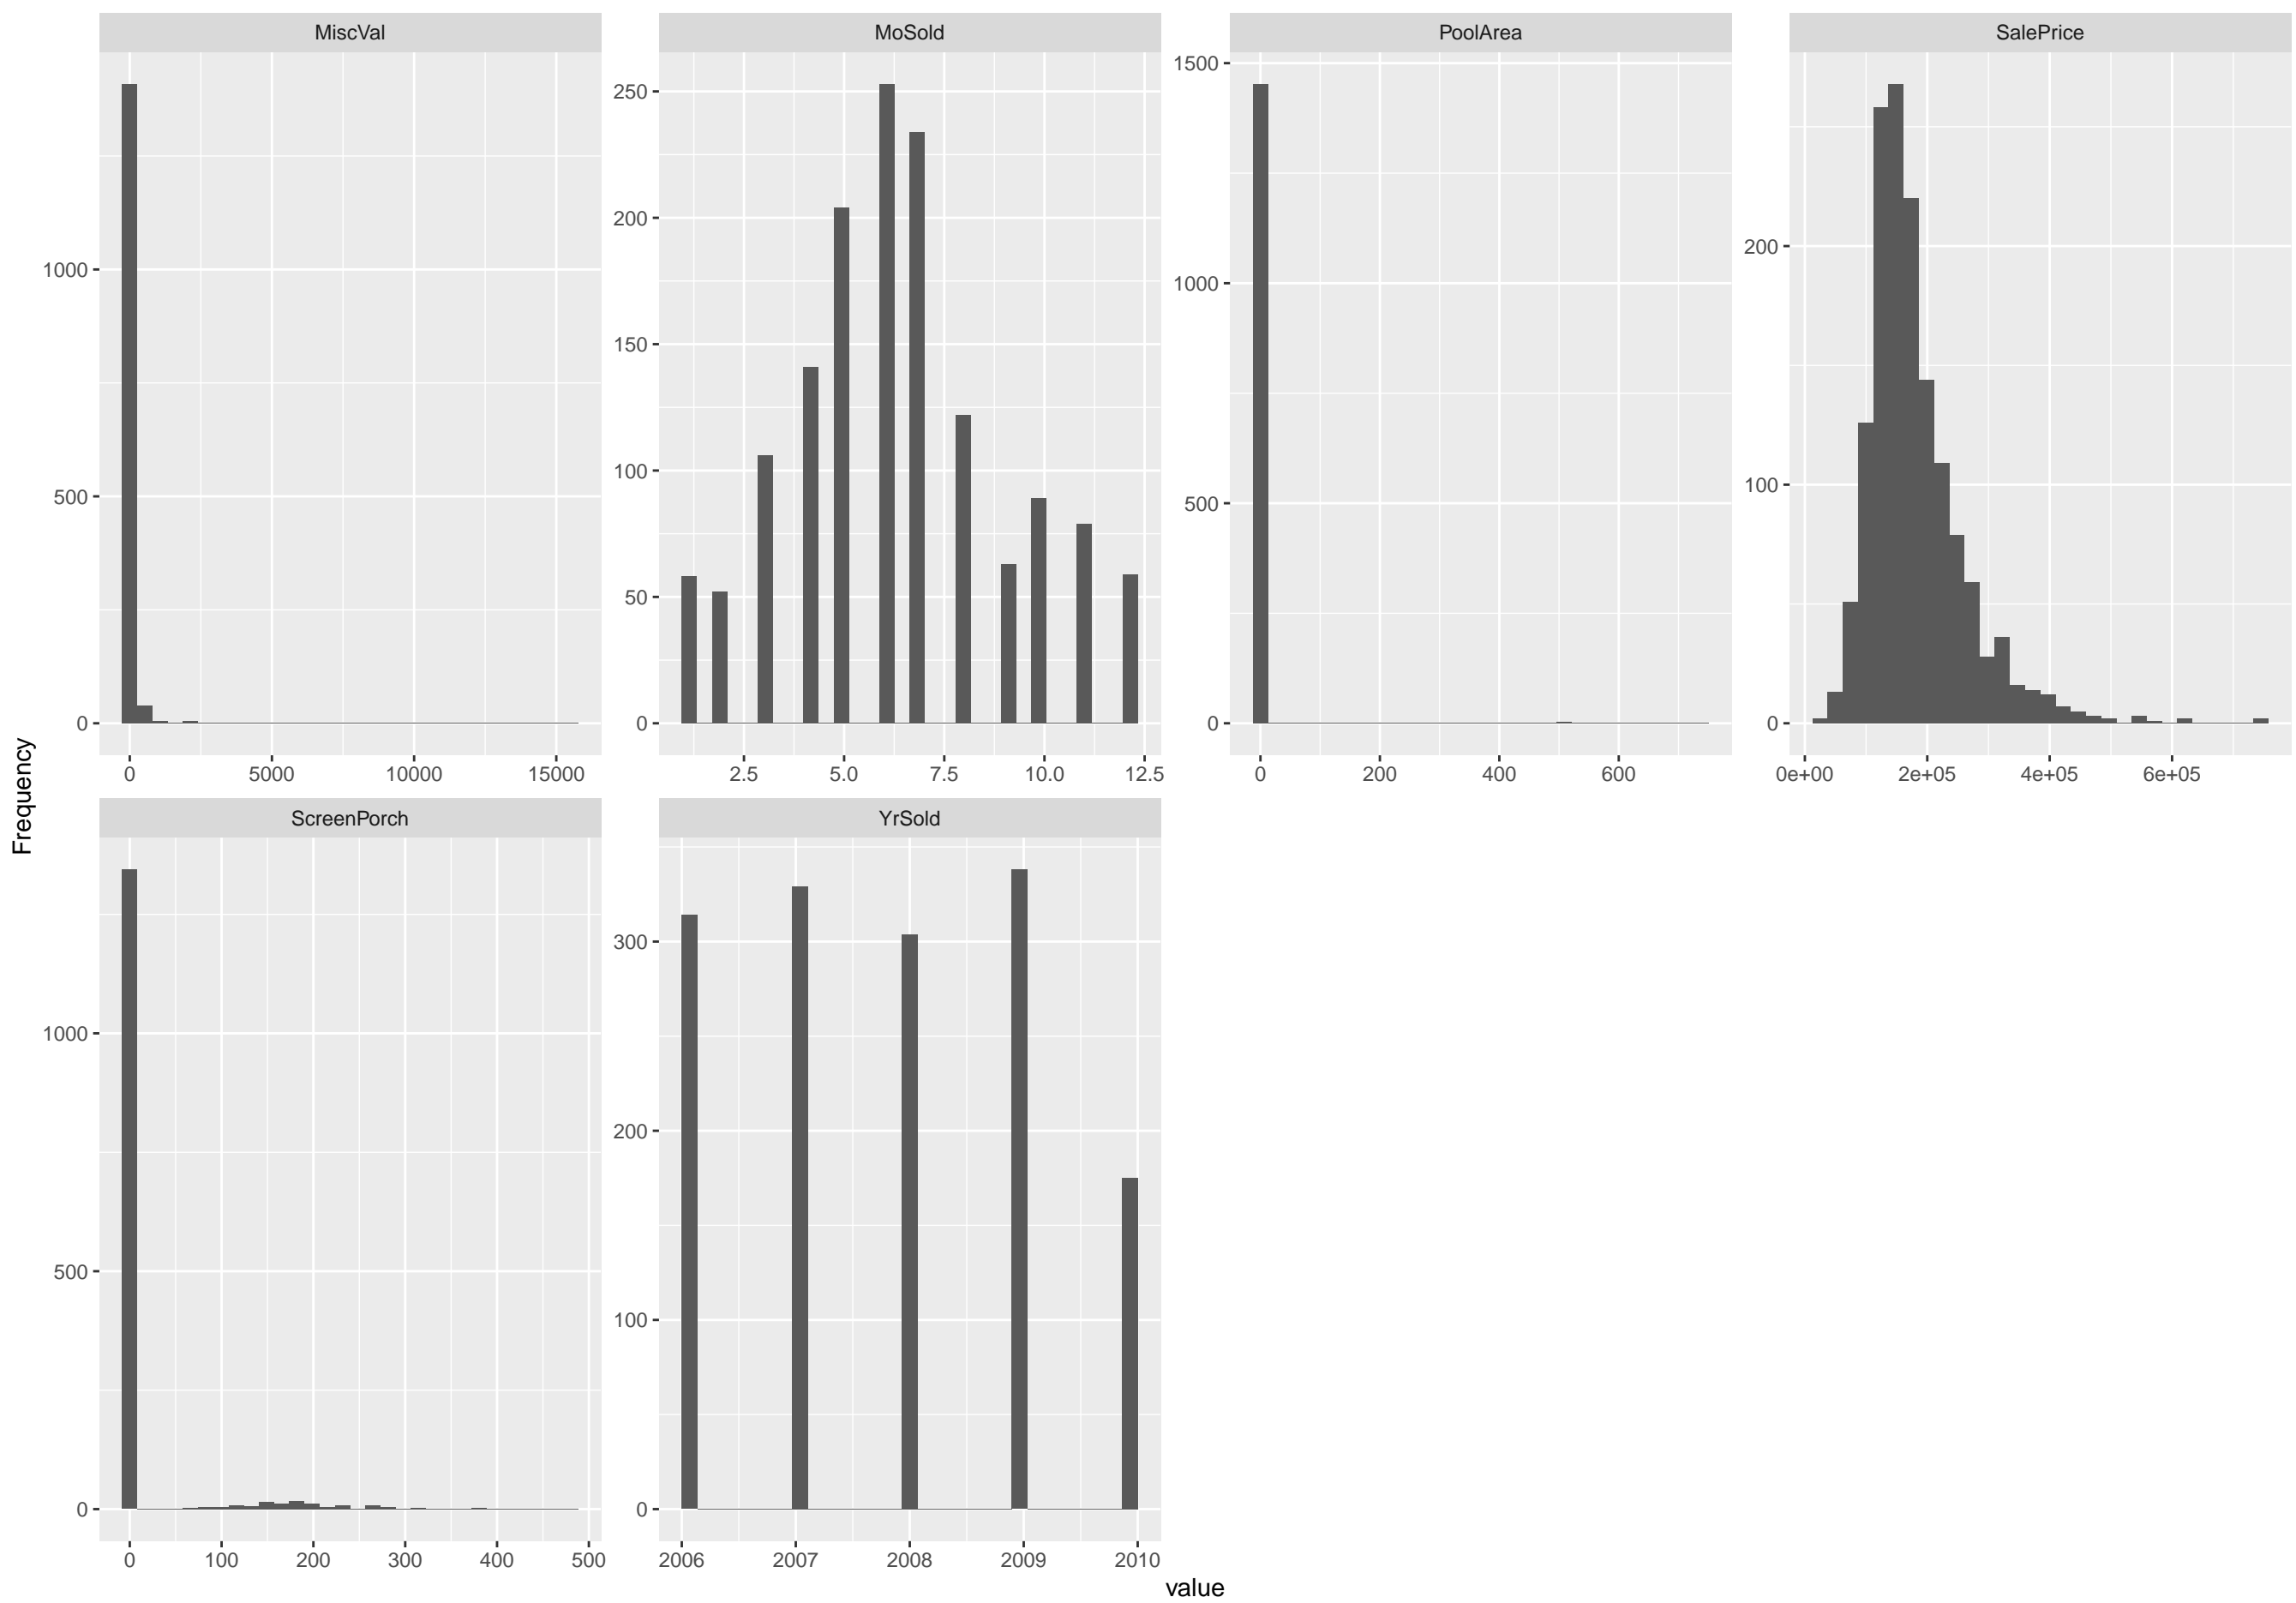 MiscVal
MoSold
PoolArea
SalePrice
1000
500
0
0 5000 10000 15000
250
200
150
100
50
0
2.5 5.0 7.5 10.0 12.5
1500
1000
500
0
0 200 400 600
200
100
0
0e+00 2e+05 4e+05 6e+05
Frequency
ScreenPorch
YrSold
1000
500
0
0 100 200 300 400 500
300
200
100
0
2006 2007 2008 2009 2010
value